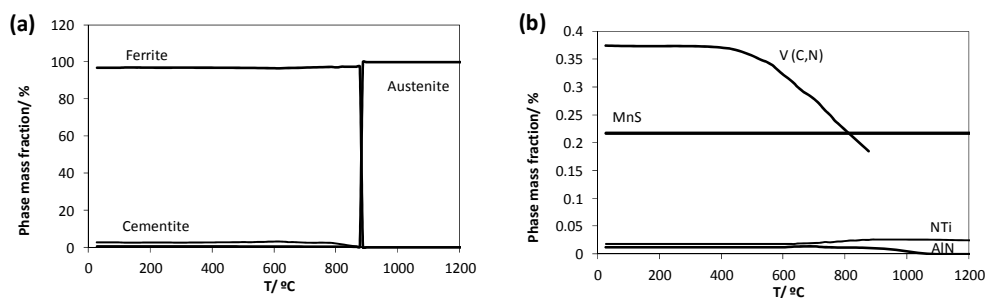 (a)
120
100
80
60
40
20
0
Phase mass fraction/ %
Ferrite
Austenite
Cementite
0 200 400 600 800 1000 1200
T/ ºC
(b)
0.4
0.35
0.3
0.25
0.2
0.15
0.1
0.05
0
Phase mass fraction/ %
V (C,N)
MnS
NTi
AlN
0 200 400 600 800 1000 1200
T/ ºC